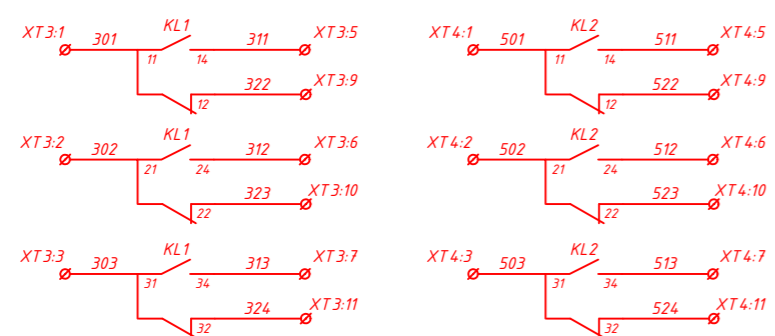 XT3:1 301 KL1 311 XT3:5 XT4:1 501 KL2 511 XT4:5
11 14 11 14
322 XT3:9 522 XT4:9
12 12
XT3:2 302 KL1 312 XT3:6 XT4:2 502 KL2 512 XT4:6
21 24 21 24
323 XT3:10 523 XT4:10
22 22
XT3:3 303 KL1 313 XT3:7 XT4:3 503 KL2 513 XT4:7
31 34 31 34
324 XT3:11 524 XT4:11
32 32